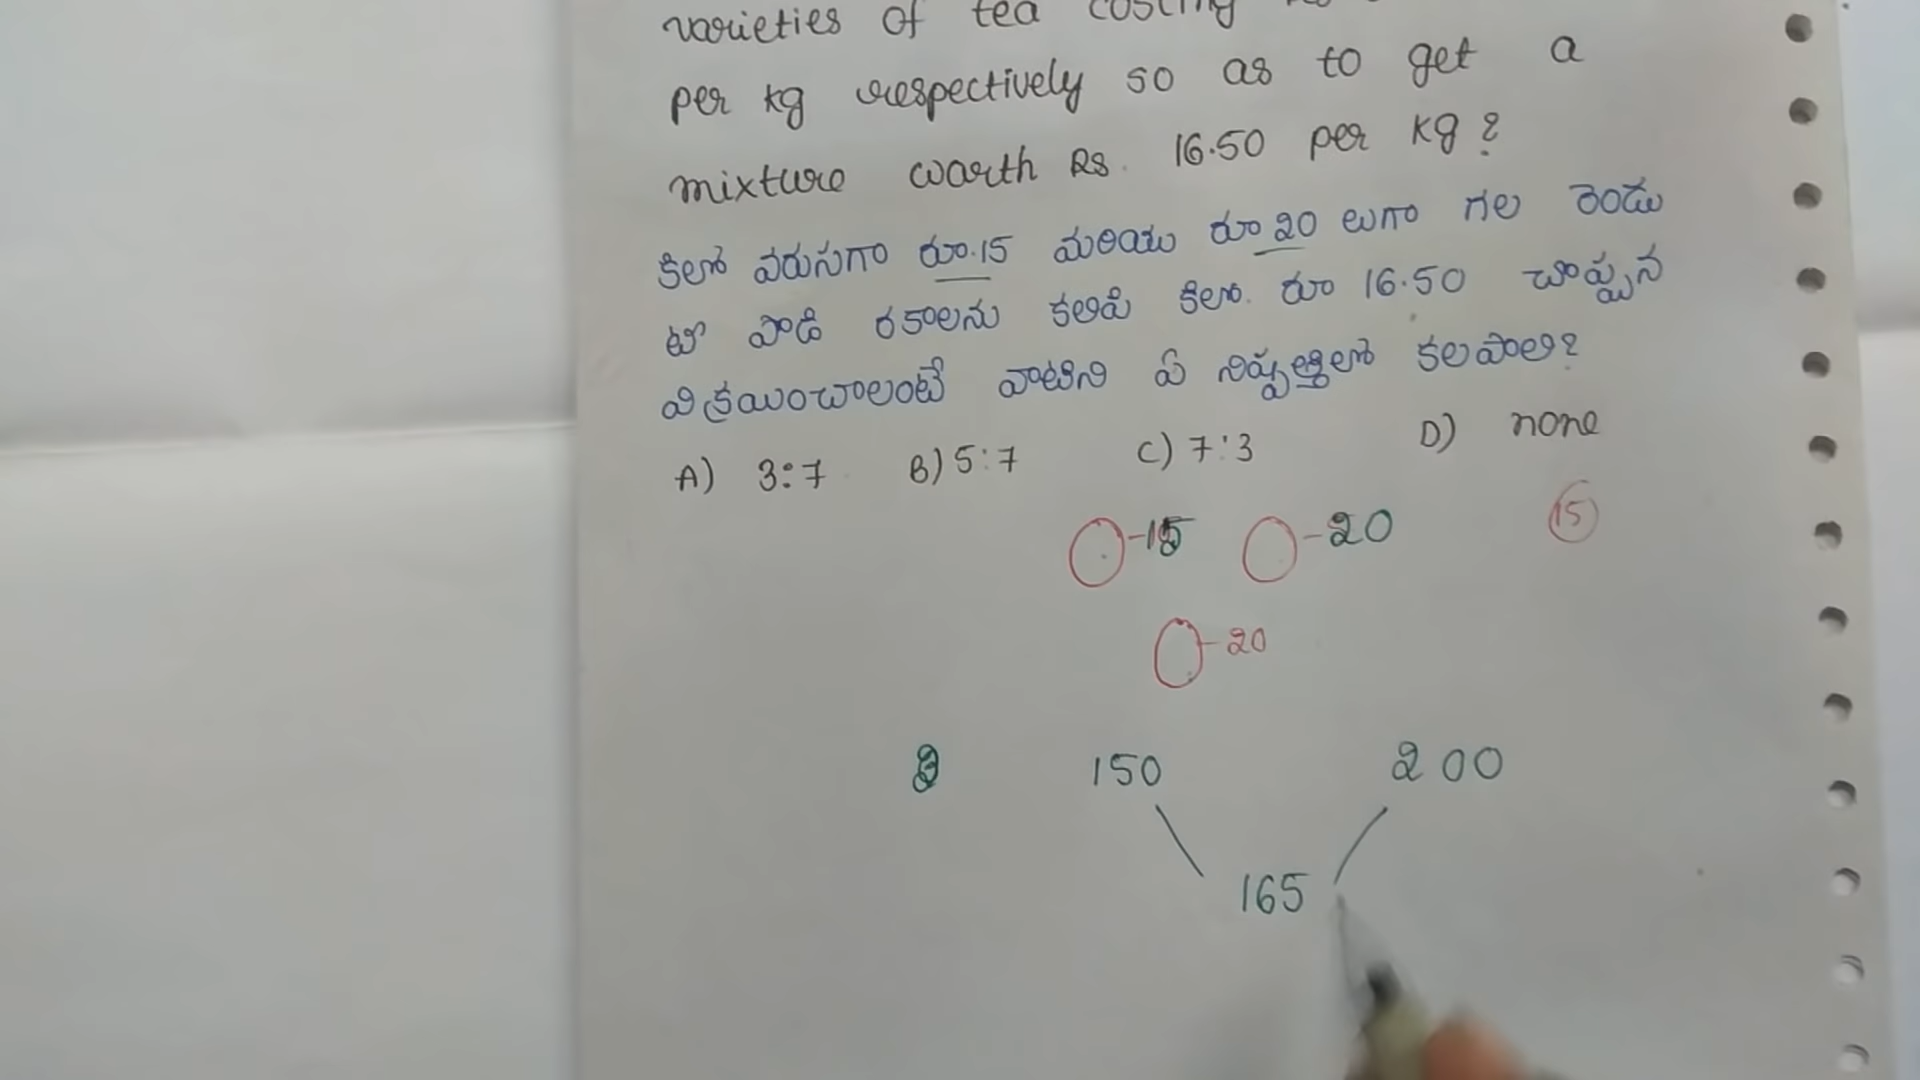 varieties of tea costing
per kg respectively so as to get a
mixture warth Rs. 16.50 per kg?
కిలో వరుసగా రూ.15 మరియు రూ 20 లుగా గల రెండు
టీ పొడి రకాలను కలిపి కిలో. రూ 16.50 చొప్పున
విక్రయించాలంటే వాటిని ఏ నిష్పత్తిలో కలపాలి?
A) 3:7 B) 5:7 C) 7:3 D) none
-15 -20 15
-20
150 200
165